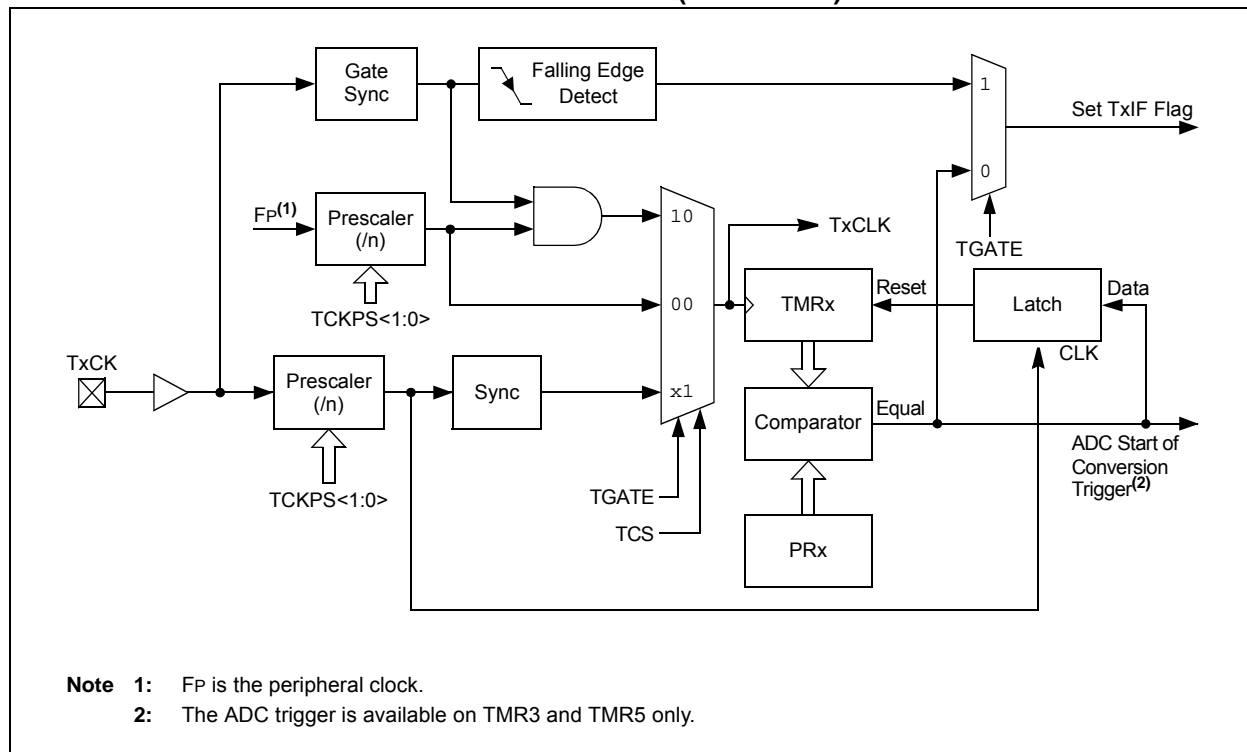 Gate
Sync
Falling Edge
Detect
1
0
Set TxIF Flag
TGATE
FP(1)
Prescaler
(/n)
TCKPS<1:0>
10
00
x1
TxCLK
TMRx
Reset
Latch
Data
CLK
TxCK
Prescaler
(/n)
TCKPS<1:0>
Sync
TGATE
TCS
Comparator
Equal
PRx
ADC Start of
Conversion
Trigger(2)
Note 1: FP is the peripheral clock.
2: The ADC trigger is available on TMR3 and TMR5 only.